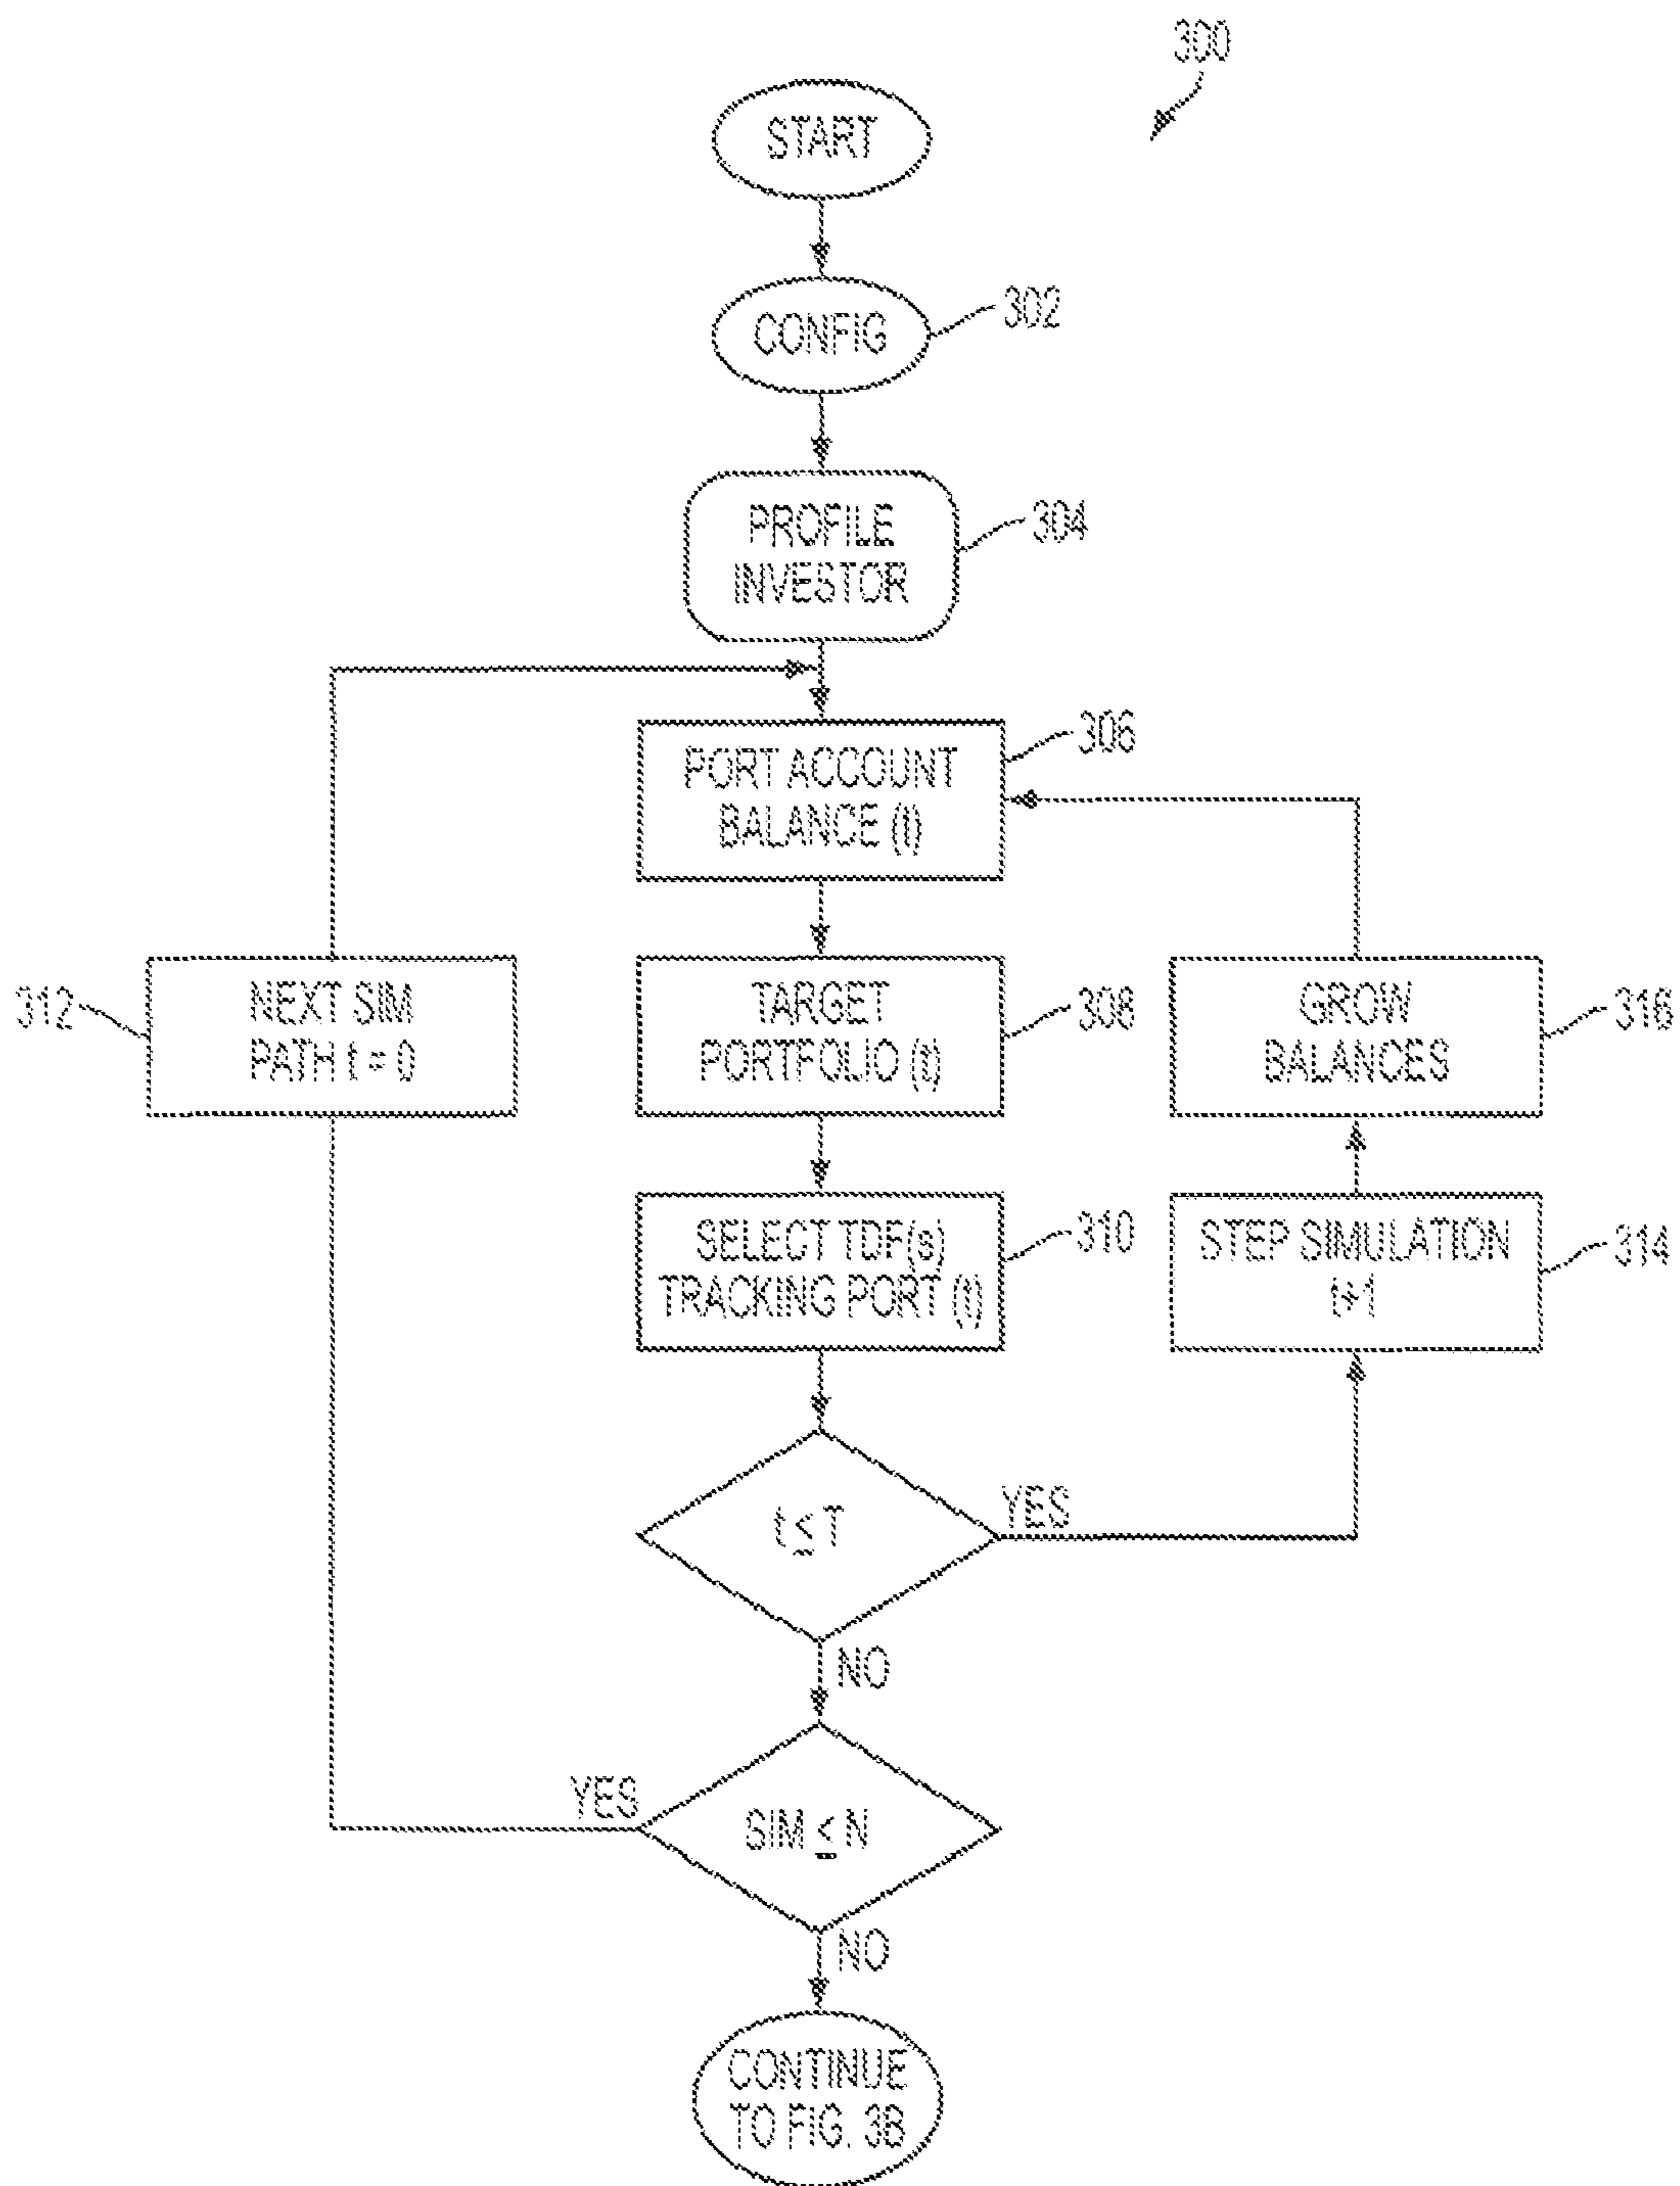 300
START
CONFIG
302
PROFILE
INVESTOR
304
PORT ACCOUNT
BALANCE (t)
306
312
NEXT SIM
PATH t = 0
TARGET
PORTFOLIO (t)
308
GROW
BALANCES
316
SELECT TDF(s)
TRACKING PORT (t)
310
STEP SIMULATION
t+1
314
t ≤ T
YES
NO
YES
SIM ≤ N
NO
CONTINUE
TO FIG. 3B